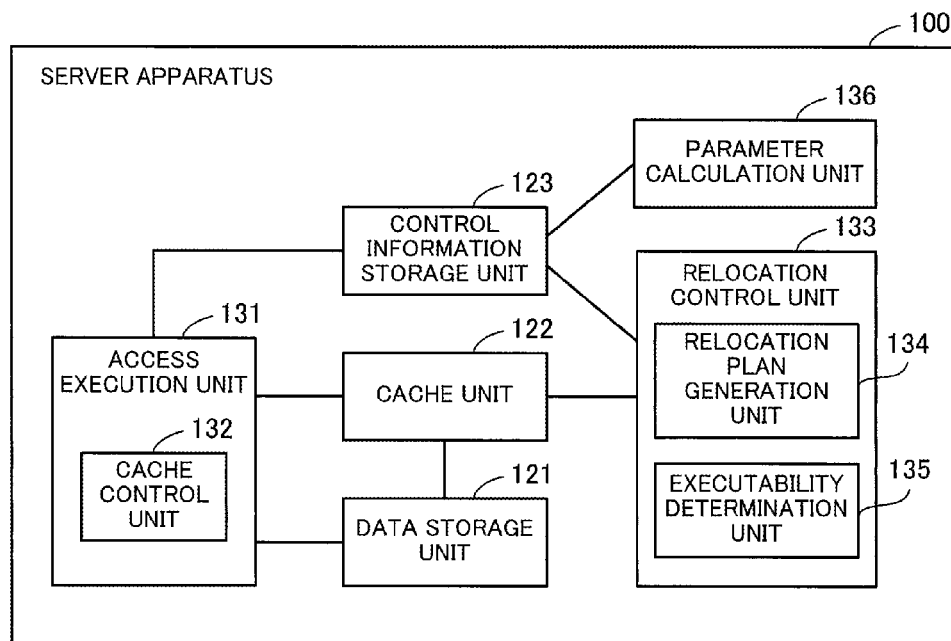 100
SERVER APPARATUS
136
PARAMETER
CALCULATION UNIT
123
CONTROL
INFORMATION
STORAGE UNIT
133
RELOCATION
CONTROL UNIT
131
ACCESS
EXECUTION UNIT
122
CACHE UNIT
RELOCATION
PLAN
GENERATION
UNIT
134
132
CACHE
CONTROL
UNIT
121
DATA STORAGE
UNIT
EXECUTABILITY
DETERMINATION
UNIT
135